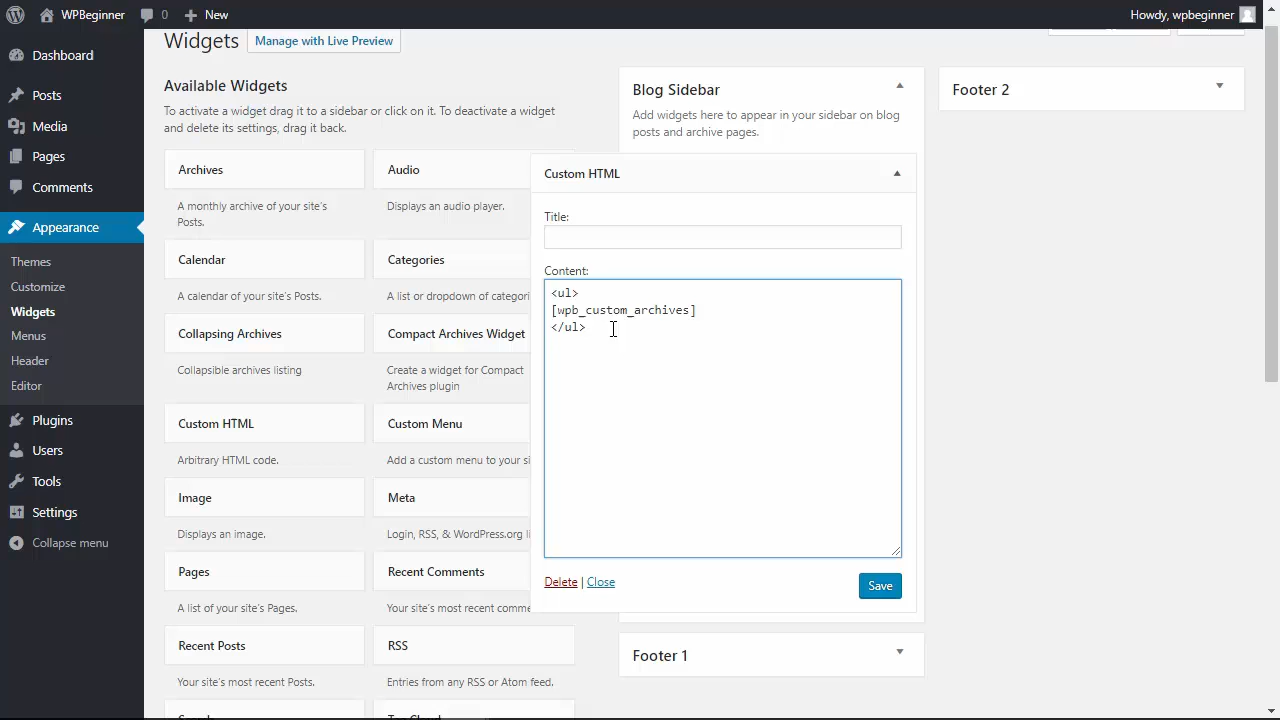 WPBeginner 0 New Howdy, wpbeginner
Dashboard
Posts
Media
Pages
Comments
Appearance
Themes
Customize
Widgets
Menus
Header
Editor
Plugins
Users
Tools
Settings
Collapse menu
Widgets Manage with Live Preview
Available Widgets
To activate a widget drag it to a sidebar or click on it. To deactivate a widget
and delete its settings, drag it back.
Archives
A monthly archive of your site's
Posts.
Audio
Displays an audio player.
Calendar
A calendar of your site's Posts.
Categories
A list or dropdown of categori
Collapsing Archives
Collapsible archives listing
Compact Archives Widget
Create a widget for Compact
Archives plugin
Custom HTML
Arbitrary HTML code.
Custom Menu
Add a custom menu to your si
Image
Displays an image.
Meta
Login, RSS, & WordPress.org li
Pages
A list of your site's Pages.
Recent Comments
Your site's most recent comme
Recent Posts
Your site's most recent Posts.
RSS
Entries from any RSS or Atom feed.
Blog Sidebar
Add widgets here to appear in your sidebar on blog
posts and archive pages.
Custom HTML
Title:
Content:
<ul>
[wpb_custom_archives]
</ul>
Delete | Close
Save
Footer 1
Footer 2